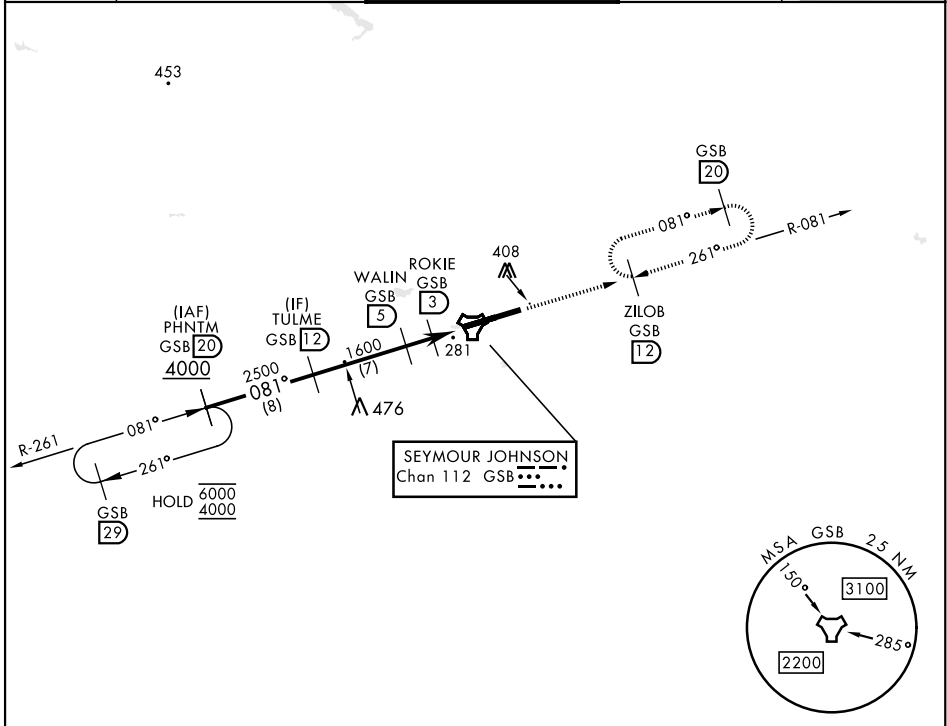 453
GSB
20
081°
R-081
261°
408
ZILOB
GSB
12
ROKIE
GSB
3
WALIN
GSB
5
(IF)
TULME
GSB 12
(IAF)
PHNTM
GSB 20
4000
2500
081°
(8)
1600
(7)
281
476
R-261
081°
261°
GSB
29
HOLD 6000
4000
SEYMOUR JOHNSON
Chan 112 GSB
MSA GSB 25 NM
150°
3100
285°
2200